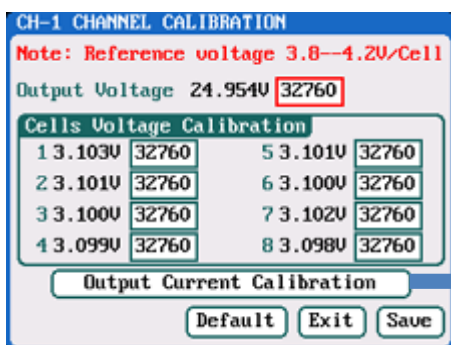 CH-1 CHANNEL CALIBRATION
Note: Reference voltage 3.8--4.2V/Cell
Output Voltage 24.954V 32760
Cells Voltage Calibration
1 3.103V 32760 5 3.101V 32760
2 3.101V 32760 6 3.100V 32760
3 3.100V 32760 7 3.102V 32760
4 3.099V 32760 8 3.098V 32760
Output Current Calibration
Default Exit Save